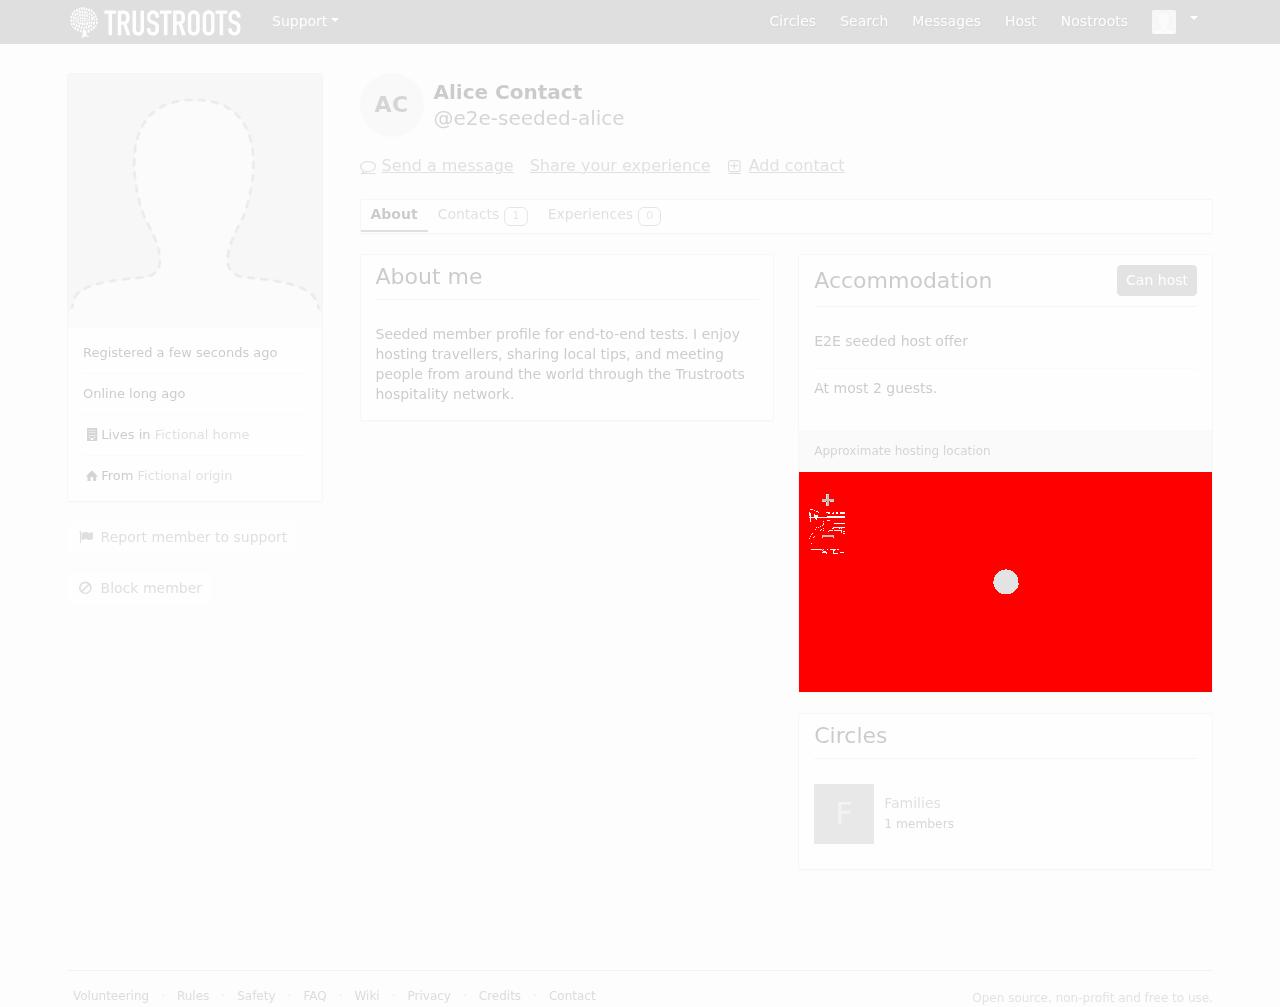 TRUSTROOTS Support Circles Search Messages Host Nostroots
AC Alice Contact
@e2e-seeded-alice
Send a message Share your experience Add contact
About Contacts 1 Experiences 0
Registered a few seconds ago
Online long ago
Lives in Fictional home
From Fictional origin
Report member to support
Block member
About me
Seeded member profile for end-to-end tests. I enjoy
hosting travellers, sharing local tips, and meeting
people from around the world through the Trustroots
hospitality network.
Accommodation Can host
E2E seeded host offer
At most 2 guests.
Approximate hosting location
+
Circles
F Families
1 members
Volunteering · Rules · Safety · FAQ · Wiki · Privacy · Credits · Contact Open source, non-profit and free to use.